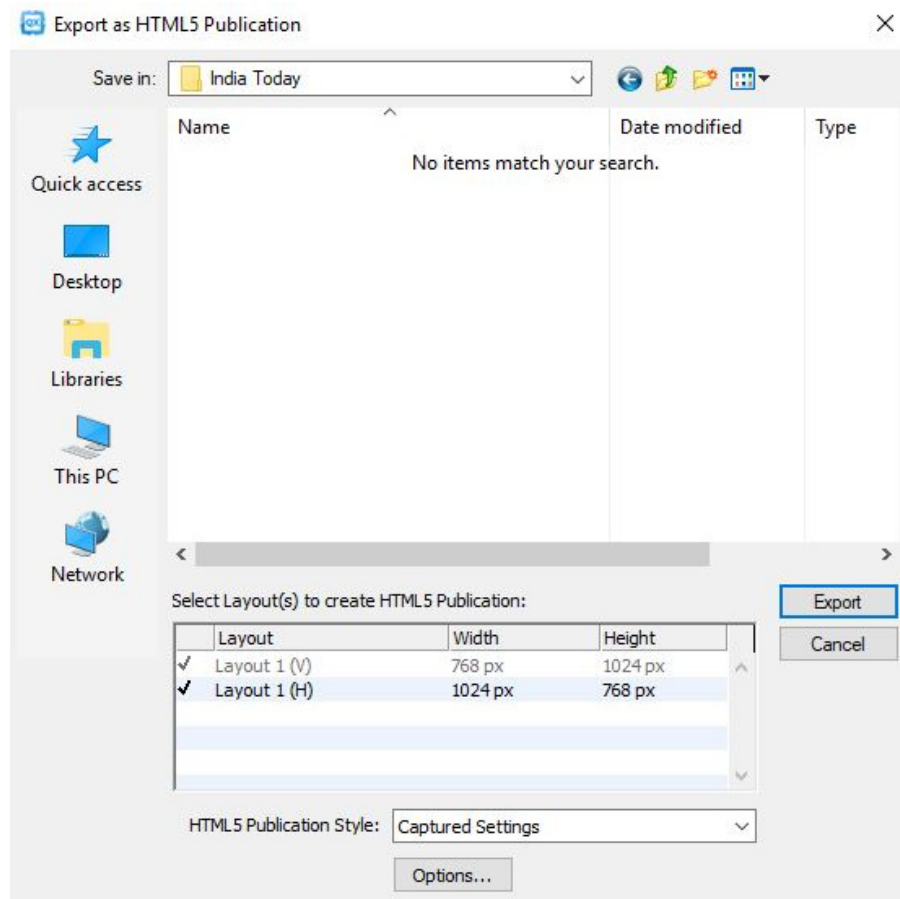 QX Export as HTML5 Publication
Save in: India Today
Name Date modified Type
No items match your search.
Quick access
Desktop
Libraries
This PC
Network
Select Layout(s) to create HTML5 Publication:
Export
Layout Width Height
Cancel
Layout 1 (V) 768 px 1024 px
Layout 1 (H) 1024 px 768 px
HTML5 Publication Style: Captured Settings
Options...